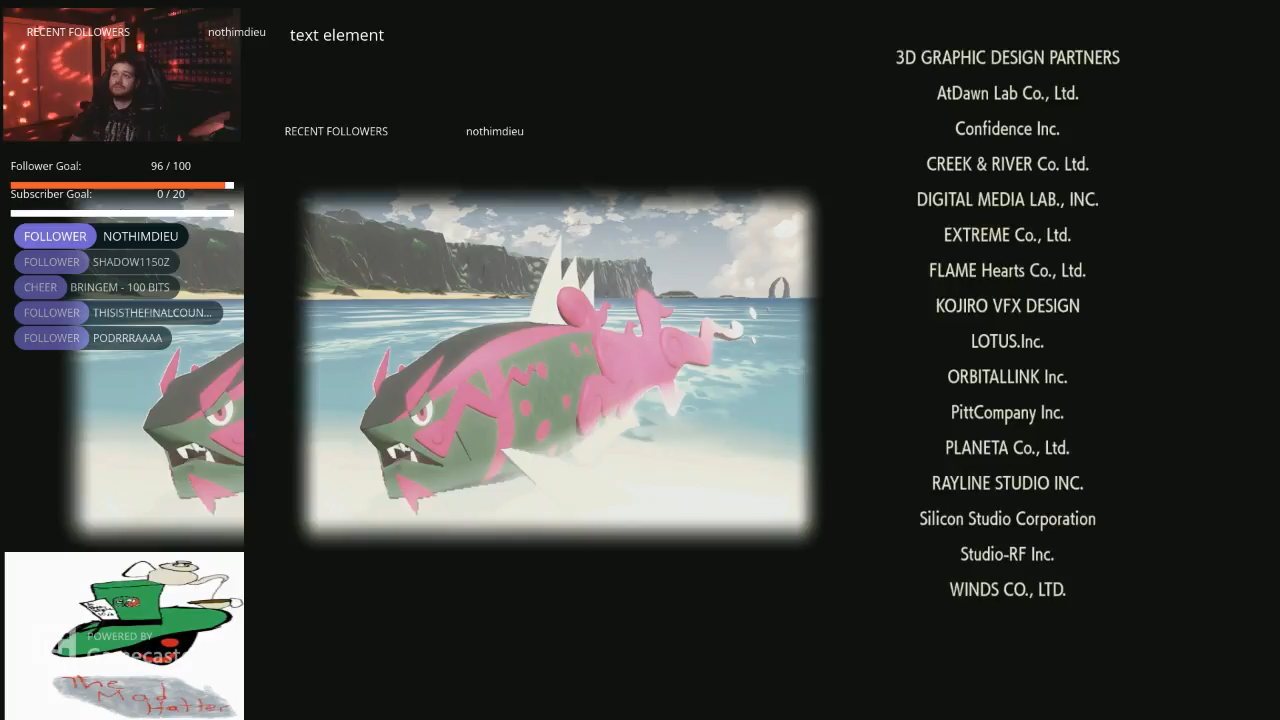 RECENT FOLLOWERS nothimdieu
text element
RECENT FOLLOWERS nothimdieu
Follower Goal: 96 / 100
Subscriber Goal: 0 / 20
FOLLOWER NOTHIMDIEU
FOLLOWER SHADOW1150Z
CHEER BRINGEM - 100 BITS
FOLLOWER THISISTHEFINALCOUN...
FOLLOWER PODRRRAAAA
POWERED BY
Gamecaster
The Mad Hatter
3D GRAPHIC DESIGN PARTNERS
AtDawn Lab Co., Ltd.
Confidence Inc.
CREEK & RIVER Co. Ltd.
DIGITAL MEDIA LAB., INC.
EXTREME Co., Ltd.
FLAME Hearts Co., Ltd.
KOJIRO VFX DESIGN
LOTUS.Inc.
ORBITALLINK Inc.
PittCompany Inc.
PLANETA Co., Ltd.
RAYLINE STUDIO INC.
Silicon Studio Corporation
Studio-RF Inc.
WINDS CO., LTD.